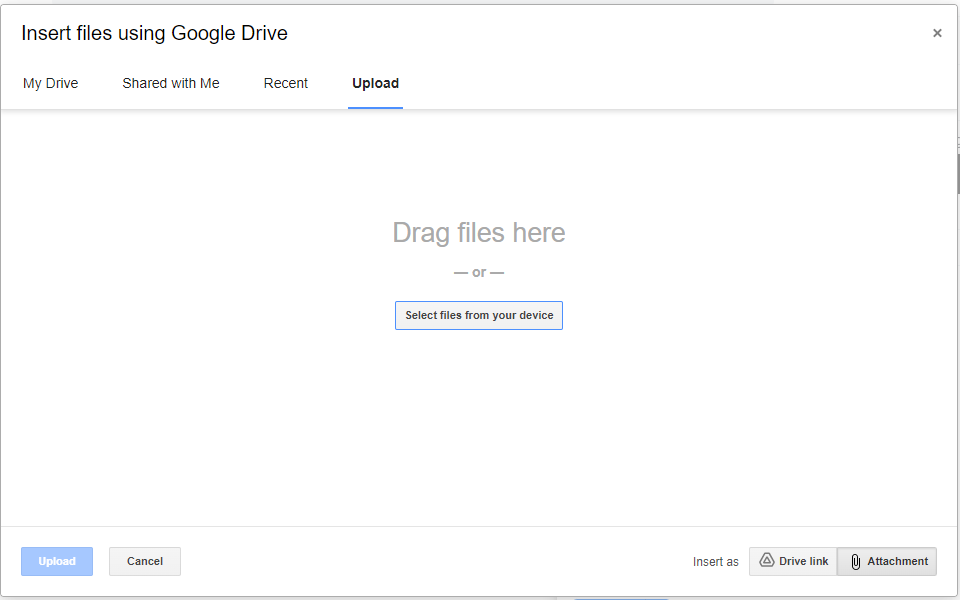 Insert files using Google Drive
×
My Drive Shared with Me Recent Upload
Drag files here
— or —
Select files from your device
Upload Cancel Insert as Drive link Attachment